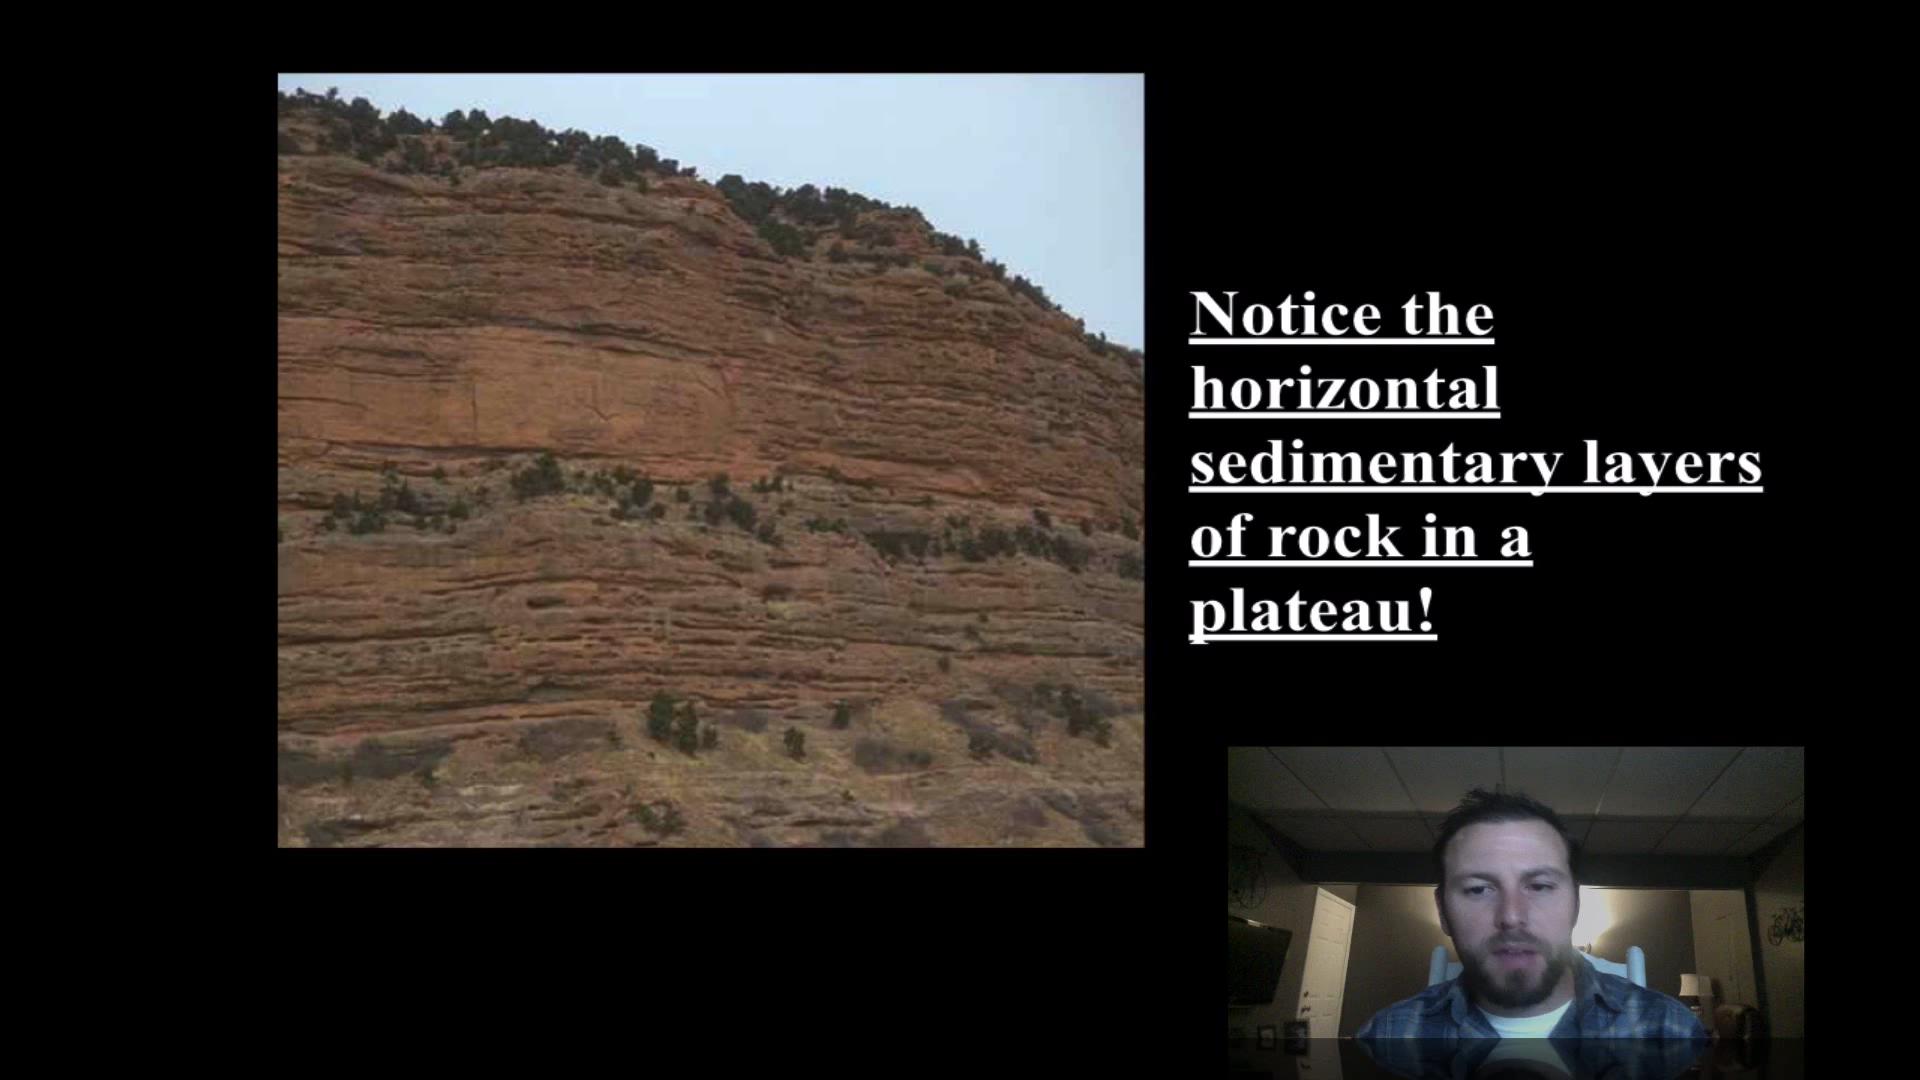 Notice the
horizontal
sedimentary layers
of rock in a
plateau!